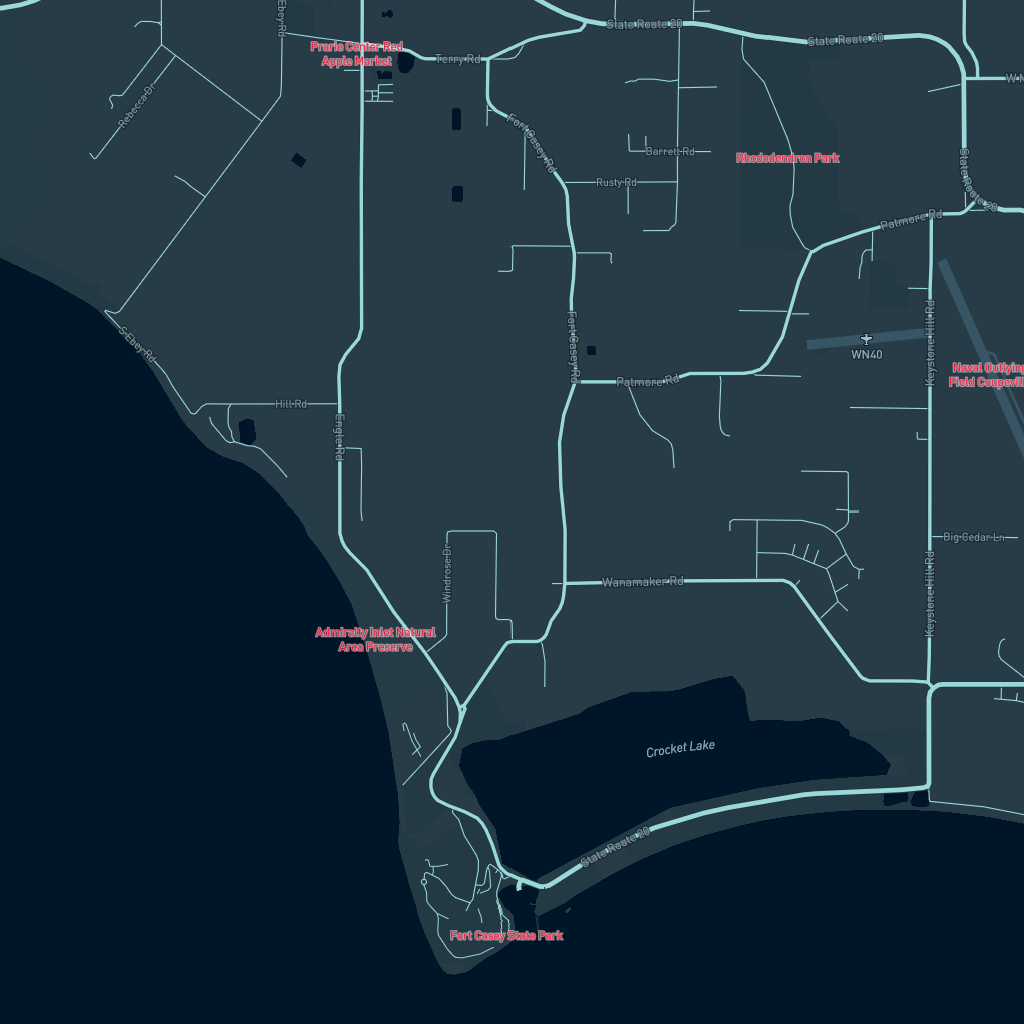 Ebey Rd
State Route 20
State Route 20
Prarie Center Red
Apple Market
Terry Rd
W N
Rebecca Dr
Fort Casey Rd
Barrett Rd
Rhododendron Park
State Route 20
Rusty Rd
Patmore Rd
S Ebey Rd
Fort Casey Rd
Keystone Hill Rd
WN40
Naval Outlying
Field Coupeville
Patmore Rd
Hill Rd
Engle Rd
Big Cedar Ln
Windrose Dr
Wanamaker Rd
Keystone Hill Rd
Admiralty Inlet Natural
Area Preserve
Crocket Lake
State Route 20
Fort Casey State Park